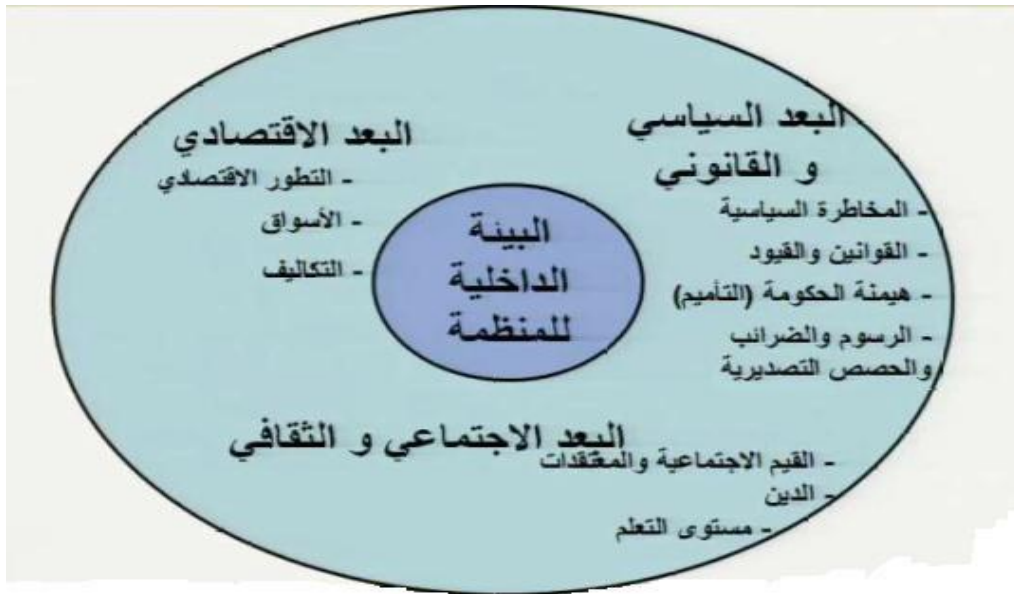 البعد السياسي
و القانوني
- المخاطرة السياسية
- القوانين والقيود
- هيمنة الحكومة (التأميم)
- الرسوم والضرائب
والحصص التصديرية
البعد الاقتصادي
- التطور الاقتصادي
- الأسواق
- التكاليف
البيئة
الداخلية
للمنظمة
البعد الاجتماعي و الثقافي
- القيم الاجتماعية والمعتقدات
- الدين
- مستوى التعلم